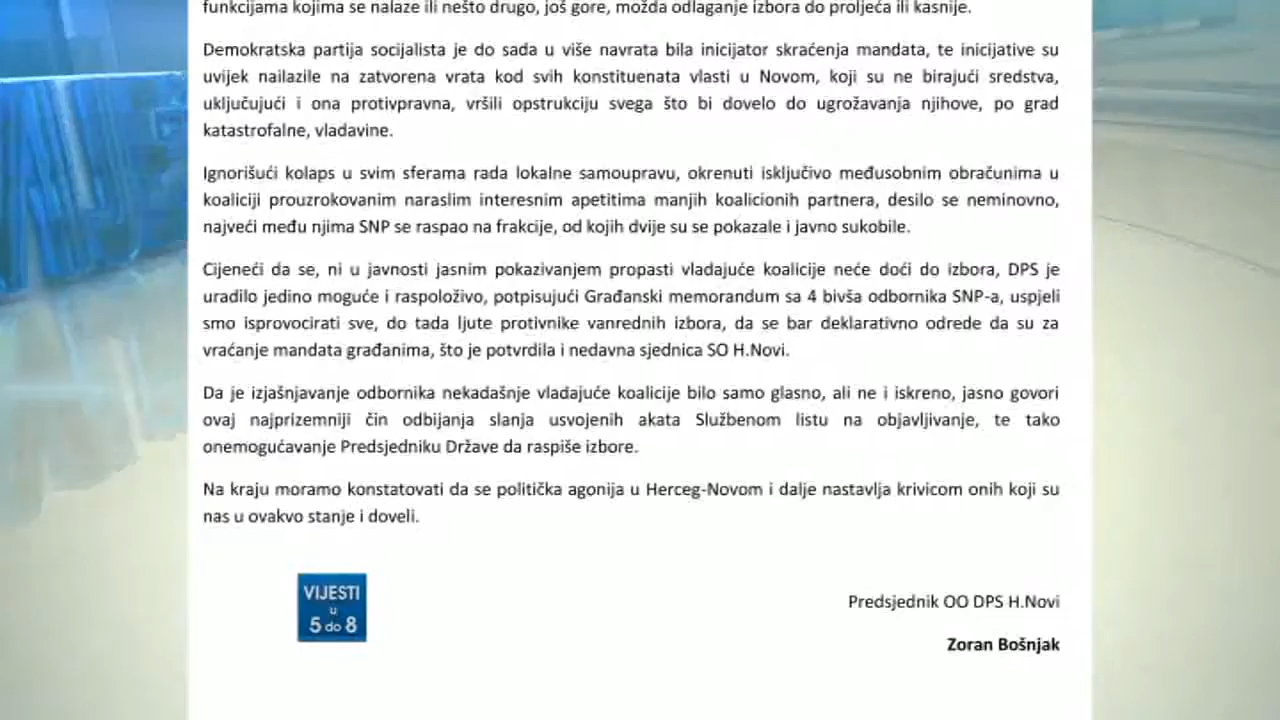 funkcijama kojima se nalaze ili nešto drugo, još gore, možda odlaganje izbora do proljeća ili kasnije.
Demokratska partija socijalista je do sada u više navrata bila inicijator skraćenja mandata, te inicijative su
uvijek nailazile na zatvorena vrata kod svih konstituenata vlasti u Novom, koji su ne birajući sredstva,
uključujući i ona protivpravna, vršili opstrukciju svega što bi dovelo do ugrožavanja njihove, po grad
katastrofalne, vladavine.
Ignorišući kolaps u svim sferama rada lokalne samoupravu, okrenuti isključivo međusobnim obračunima u
koaliciji prouzrokovanim naraslim interesnim apetitima manjih koalicionih partnera, desilo se neminovno,
najveći među njima SNP se raspao na frakcije, od kojih dvije su se pokazale i javno sukobile.
Cijeneći da se, ni u javnosti jasnim pokazivanjem propasti vladajuće koalicije neće doći do izbora, DPS je
uradilo jedino moguće i raspoloživo, potpisujući Građanski memorandum sa 4 bivša odbornika SNP-a, uspjeli
smo isprovocirati sve, do tada ljute protivnike vanrednih izbora, da se bar deklarativno odrede da su za
vraćanje mandata građanima, što je potvrdila i nedavna sjednica SO H.Novi.
Da je izjašnjavanje odbornika nekadašnje vladajuće koalicije bilo samo glasno, ali ne i iskreno, jasno govori
ovaj najprizemniji čin odbijanja slanja usvojenih akata Službenom listu na objavljivanje, te tako
onemogućavanje Predsjedniku Države da raspiše izbore.
Na kraju moramo konstatovati da se politička agonija u Herceg-Novom i dalje nastavlja krivicom onih koji su
nas u ovakvo stanje i doveli.
VIJESTI
u
5 do 8
Predsjednik OO DPS H.Novi
Zoran Bošnjak